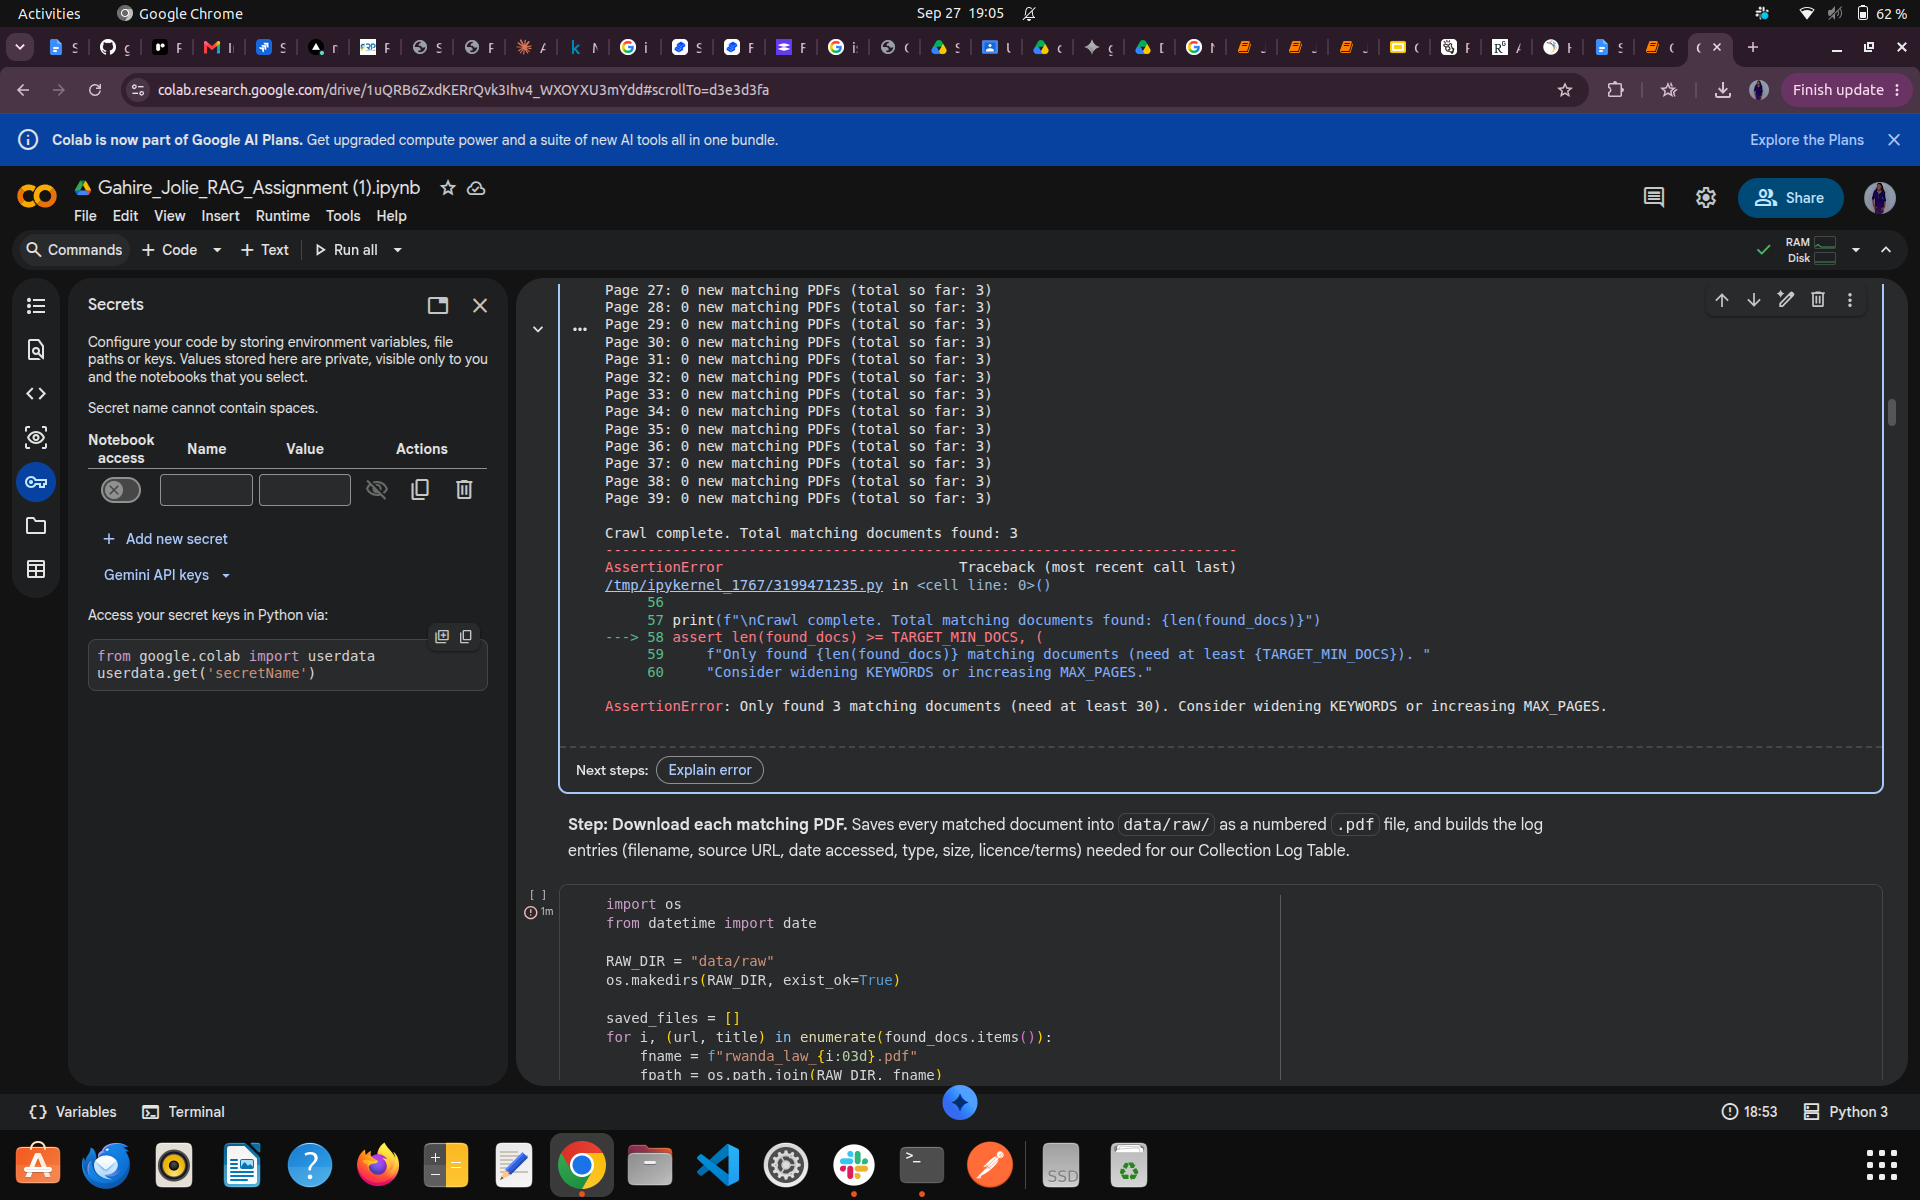 Activities
Google Chrome
Sep 27 19:05
62 %
colab.research.google.com/drive/1uQRB6ZxdKERrQvk3Ihv4_WXOYXU3mYdd#scrollTo=d3e3d3fa
Finish update
Colab is now part of Google AI Plans. Get upgraded compute power and a suite of new AI tools all in one bundle.
Explore the Plans
Gahire_Jolie_RAG_Assignment (1).ipynb
File Edit View Insert Runtime Tools Help
Share
Commands + Code + Text Run all
RAM
Disk
Secrets
Configure your code by storing environment variables, file
paths or keys. Values stored here are private, visible only to you
and the notebooks that you select.
Secret name cannot contain spaces.
Notebook access Name Value Actions
+ Add new secret
Gemini API keys
Access your secret keys in Python via:
from google.colab import userdata
userdata.get('secretName')
Page 27: 0 new matching PDFs (total so far: 3)
Page 28: 0 new matching PDFs (total so far: 3)
Page 29: 0 new matching PDFs (total so far: 3)
Page 30: 0 new matching PDFs (total so far: 3)
Page 31: 0 new matching PDFs (total so far: 3)
Page 32: 0 new matching PDFs (total so far: 3)
Page 33: 0 new matching PDFs (total so far: 3)
Page 34: 0 new matching PDFs (total so far: 3)
Page 35: 0 new matching PDFs (total so far: 3)
Page 36: 0 new matching PDFs (total so far: 3)
Page 37: 0 new matching PDFs (total so far: 3)
Page 38: 0 new matching PDFs (total so far: 3)
Page 39: 0 new matching PDFs (total so far: 3)
Crawl complete. Total matching documents found: 3
---------------------------------------------------------------------------
AssertionError Traceback (most recent call last)
/tmp/ipykernel_1767/3199471235.py in <cell line: 0>()
56
57 print(f"\nCrawl complete. Total matching documents found: {len(found_docs)}")
---> 58 assert len(found_docs) >= TARGET_MIN_DOCS, (
59 f"Only found {len(found_docs)} matching documents (need at least {TARGET_MIN_DOCS}). "
60 "Consider widening KEYWORDS or increasing MAX_PAGES."
AssertionError: Only found 3 matching documents (need at least 30). Consider widening KEYWORDS or increasing MAX_PAGES.
Next steps: Explain error
Step: Download each matching PDF. Saves every matched document into data/raw/ as a numbered .pdf file, and builds the log
entries (filename, source URL, date accessed, type, size, licence/terms) needed for our Collection Log Table.
[ ]
1m
import os
from datetime import date
RAW_DIR = "data/raw"
os.makedirs(RAW_DIR, exist_ok=True)
saved_files = []
for i, (url, title) in enumerate(found_docs.items()):
fname = f"rwanda_law_{i:03d}.pdf"
fpath = os.path.join(RAW_DIR, fname)
{} Variables
Terminal
18:53
Python 3
SSD